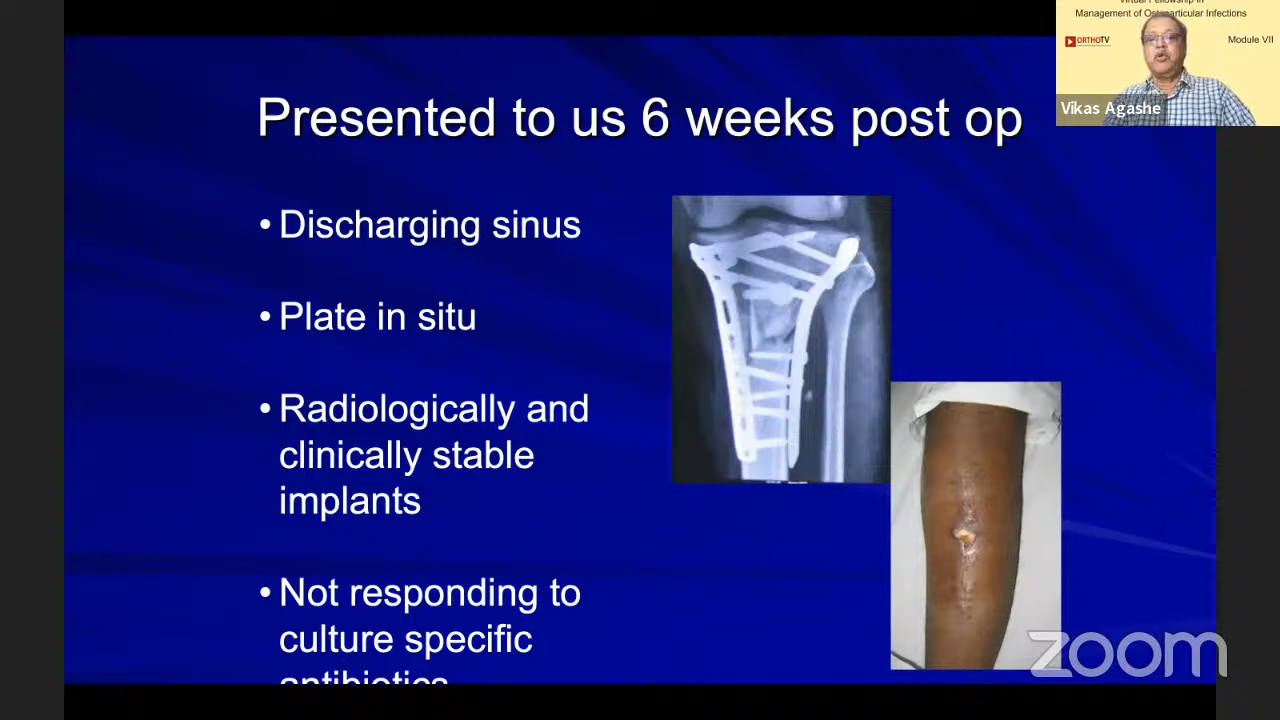 Virtual Fellowship in
Management of Osteoarticular Infections
ORTHOTV
Module VII
Vikas Agashe
Presented to us 6 weeks post op
• Discharging sinus
• Plate in situ
• Radiologically and
clinically stable
implants
• Not responding to
culture specific
antibiotics
zoom